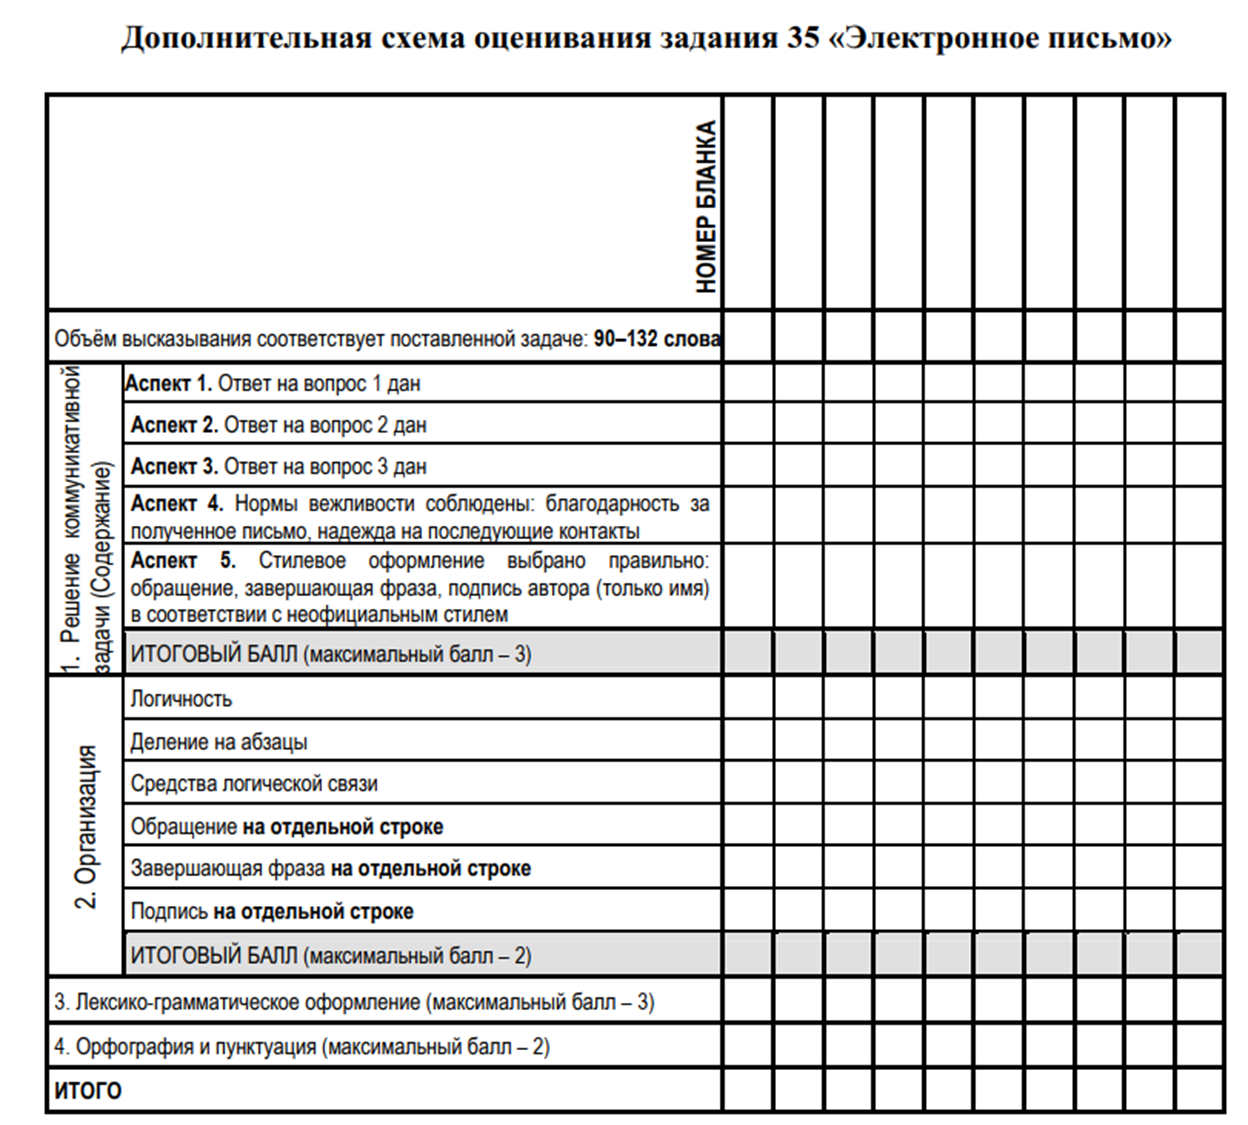 Дополнительная схема оценивания задания 35 «Электронное письмо»
НОМЕР БЛАНКА
Объём высказывания соответствует поставленной задаче: 90–132 слова
1. Решение коммуникативной
задачи (Содержание)
Аспект 1. Ответ на вопрос 1 дан
Аспект 2. Ответ на вопрос 2 дан
Аспект 3. Ответ на вопрос 3 дан
Аспект 4. Нормы вежливости соблюдены: благодарность за
полученное письмо, надежда на последующие контакты
Аспект 5. Стилевое оформление выбрано правильно:
обращение, завершающая фраза, подпись автора (только имя)
в соответствии с неофициальным стилем
ИТОГОВЫЙ БАЛЛ (максимальный балл – 3)
2. Организация
Логичность
Деление на абзацы
Средства логической связи
Обращение на отдельной строке
Завершающая фраза на отдельной строке
Подпись на отдельной строке
ИТОГОВЫЙ БАЛЛ (максимальный балл – 2)
3. Лексико-грамматическое оформление (максимальный балл – 3)
4. Орфография и пунктуация (максимальный балл – 2)
ИТОГО